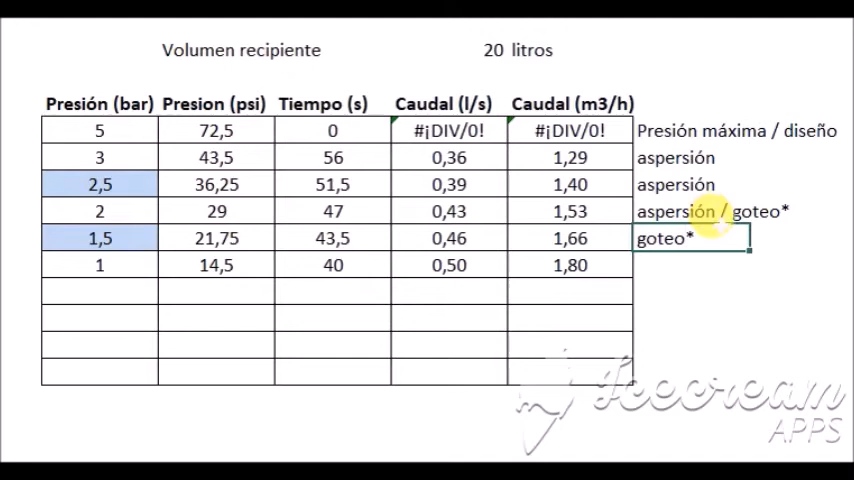 Volumen recipiente 20 litros
Presión (bar) Presion (psi) Tiempo (s) Caudal (l/s) Caudal (m3/h)
5 72,5 0 #¡DIV/0! #¡DIV/0! Presión máxima / diseño
3 43,5 56 0,36 1,29 aspersión
2,5 36,25 51,5 0,39 1,40 aspersión
2 29 47 0,43 1,53 aspersión / goteo*
1,5 21,75 43,5 0,46 1,66 goteo*
1 14,5 40 0,50 1,80
Icecream
APPS